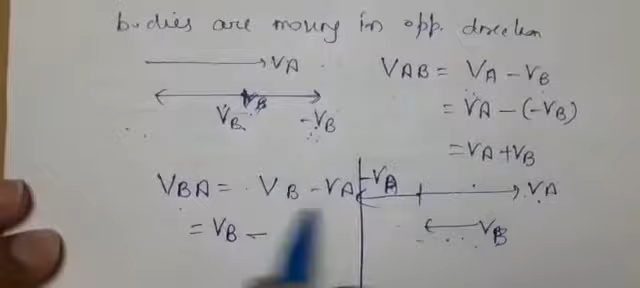 bodies are moving in opp. direction
VA
VAB = VA - VB
VB
VB -VB
= VA - (-VB)
= VA + VB
VBA = VB - VA
-VA
VA
= VB -
VB